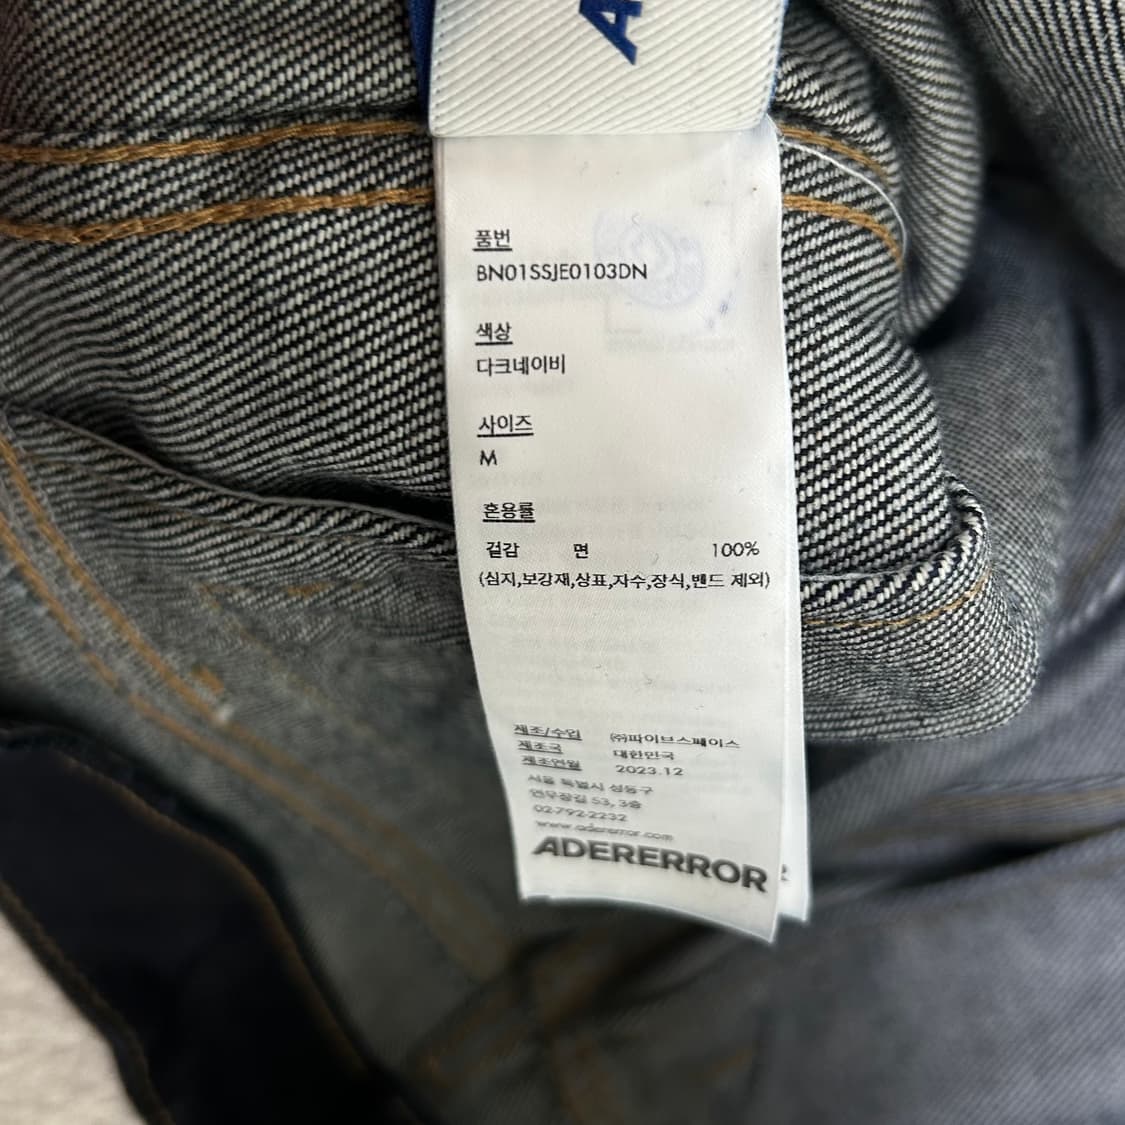 A
품번
BN01SSJE0103DN
색상
다크네이비
사이즈
M
혼용률
겉감 면 100%
(심지,보강재,상표,자수,장식,밴드 제외)
제조/수입 ㈜파이브스페이스
제조국 대한민국
제조연월 2023.12
서울 특별시 성동구
연무장길 53, 3층
02-792-2232
www.adererror.com
ADERERROR